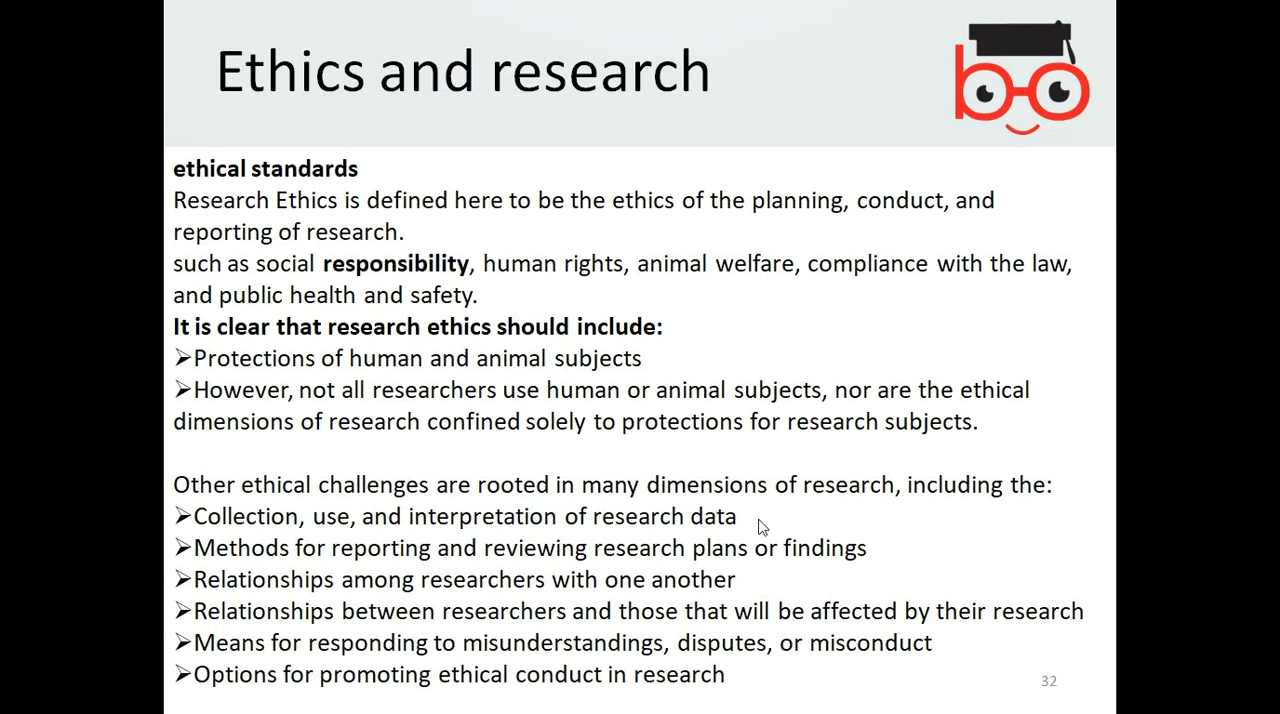 Ethics and research
ethical standards
Research Ethics is defined here to be the ethics of the planning, conduct, and
reporting of research.
such as social responsibility, human rights, animal welfare, compliance with the law,
and public health and safety.
It is clear that research ethics should include:
➢Protections of human and animal subjects
➢However, not all researchers use human or animal subjects, nor are the ethical
dimensions of research confined solely to protections for research subjects.
Other ethical challenges are rooted in many dimensions of research, including the:
➢Collection, use, and interpretation of research data
➢Methods for reporting and reviewing research plans or findings
➢Relationships among researchers with one another
➢Relationships between researchers and those that will be affected by their research
➢Means for responding to misunderstandings, disputes, or misconduct
➢Options for promoting ethical conduct in research
32